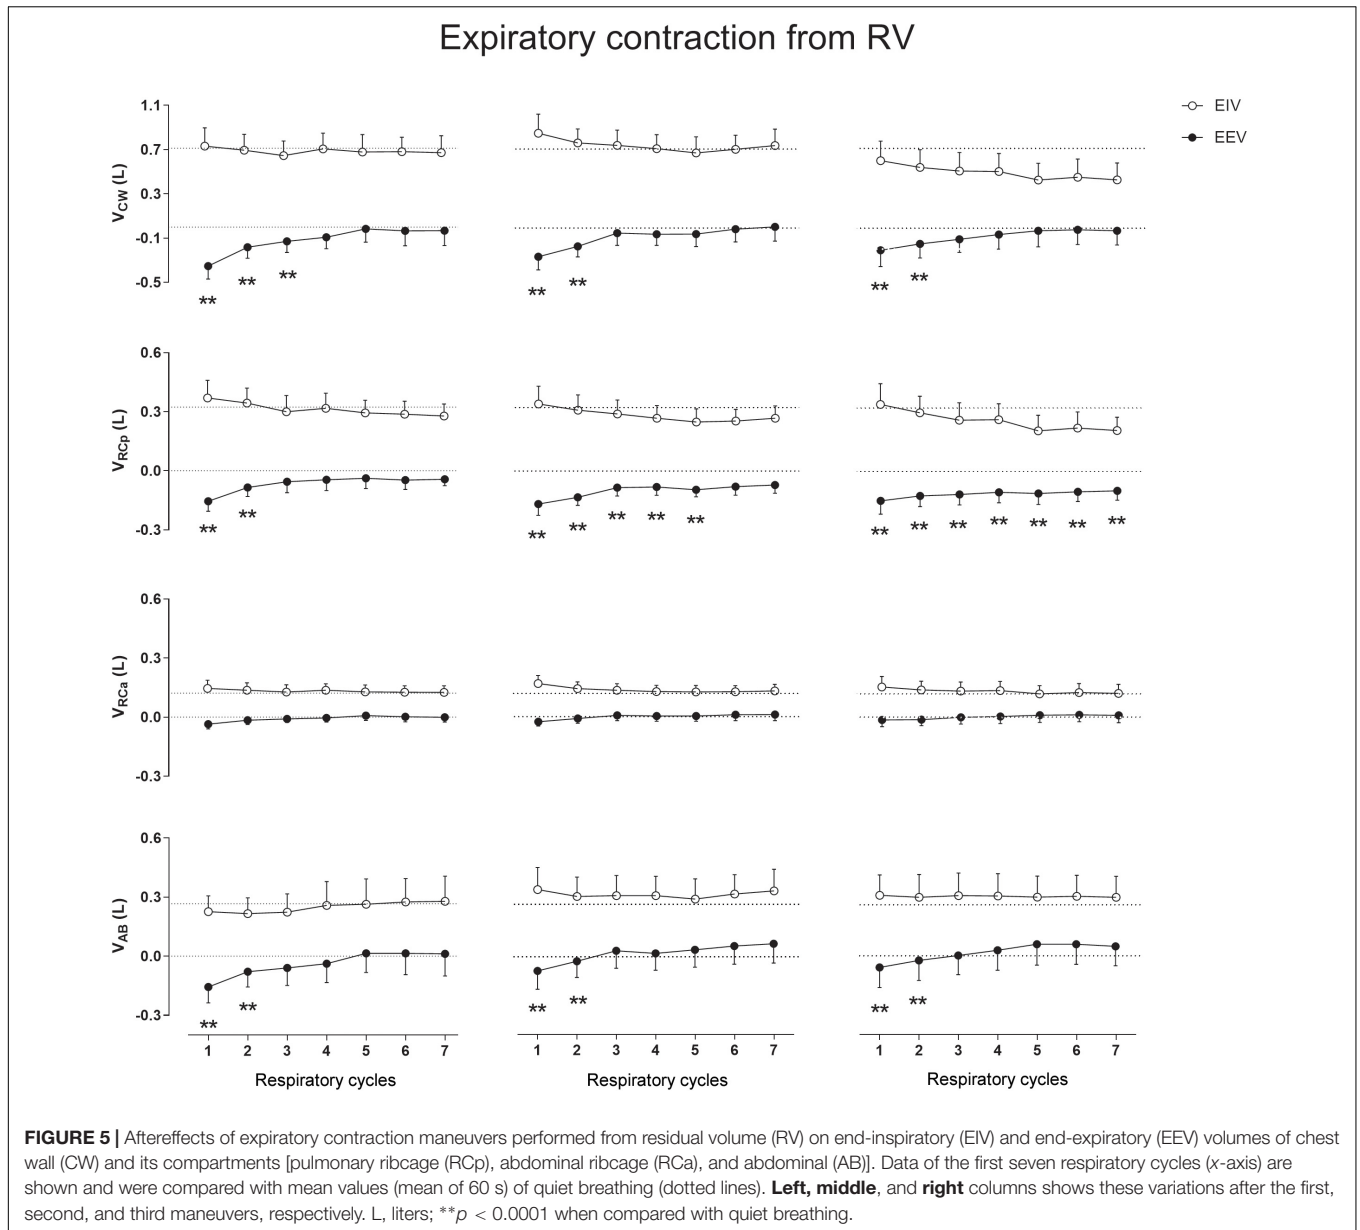 Expiratory contraction from RV
EIV
EEV
1.1
0.7
0.3
-0.1
-0.5
VCW (L)
** ** **
** **
** **
0.6
0.3
0.0
-0.3
VRCp (L)
** **
** ** ** ** **
** ** ** ** ** ** **
0.6
0.3
0.0
-0.3
VRCa (L)
0.6
0.3
0.0
-0.3
VAB (L)
** **
** **
** **
1 2 3 4 5 6 7
1 2 3 4 5 6 7
1 2 3 4 5 6 7
Respiratory cycles
Respiratory cycles
Respiratory cycles
FIGURE 5 | Aftereffects of expiratory contraction maneuvers performed from residual volume (RV) on end-inspiratory (EIV) and end-expiratory (EEV) volumes of chest
wall (CW) and its compartments [pulmonary ribcage (RCp), abdominal ribcage (RCa), and abdominal (AB)]. Data of the first seven respiratory cycles (x-axis) are
shown and were compared with mean values (mean of 60 s) of quiet breathing (dotted lines). Left, middle, and right columns shows these variations after the first,
second, and third maneuvers, respectively. L, liters; **p < 0.0001 when compared with quiet breathing.